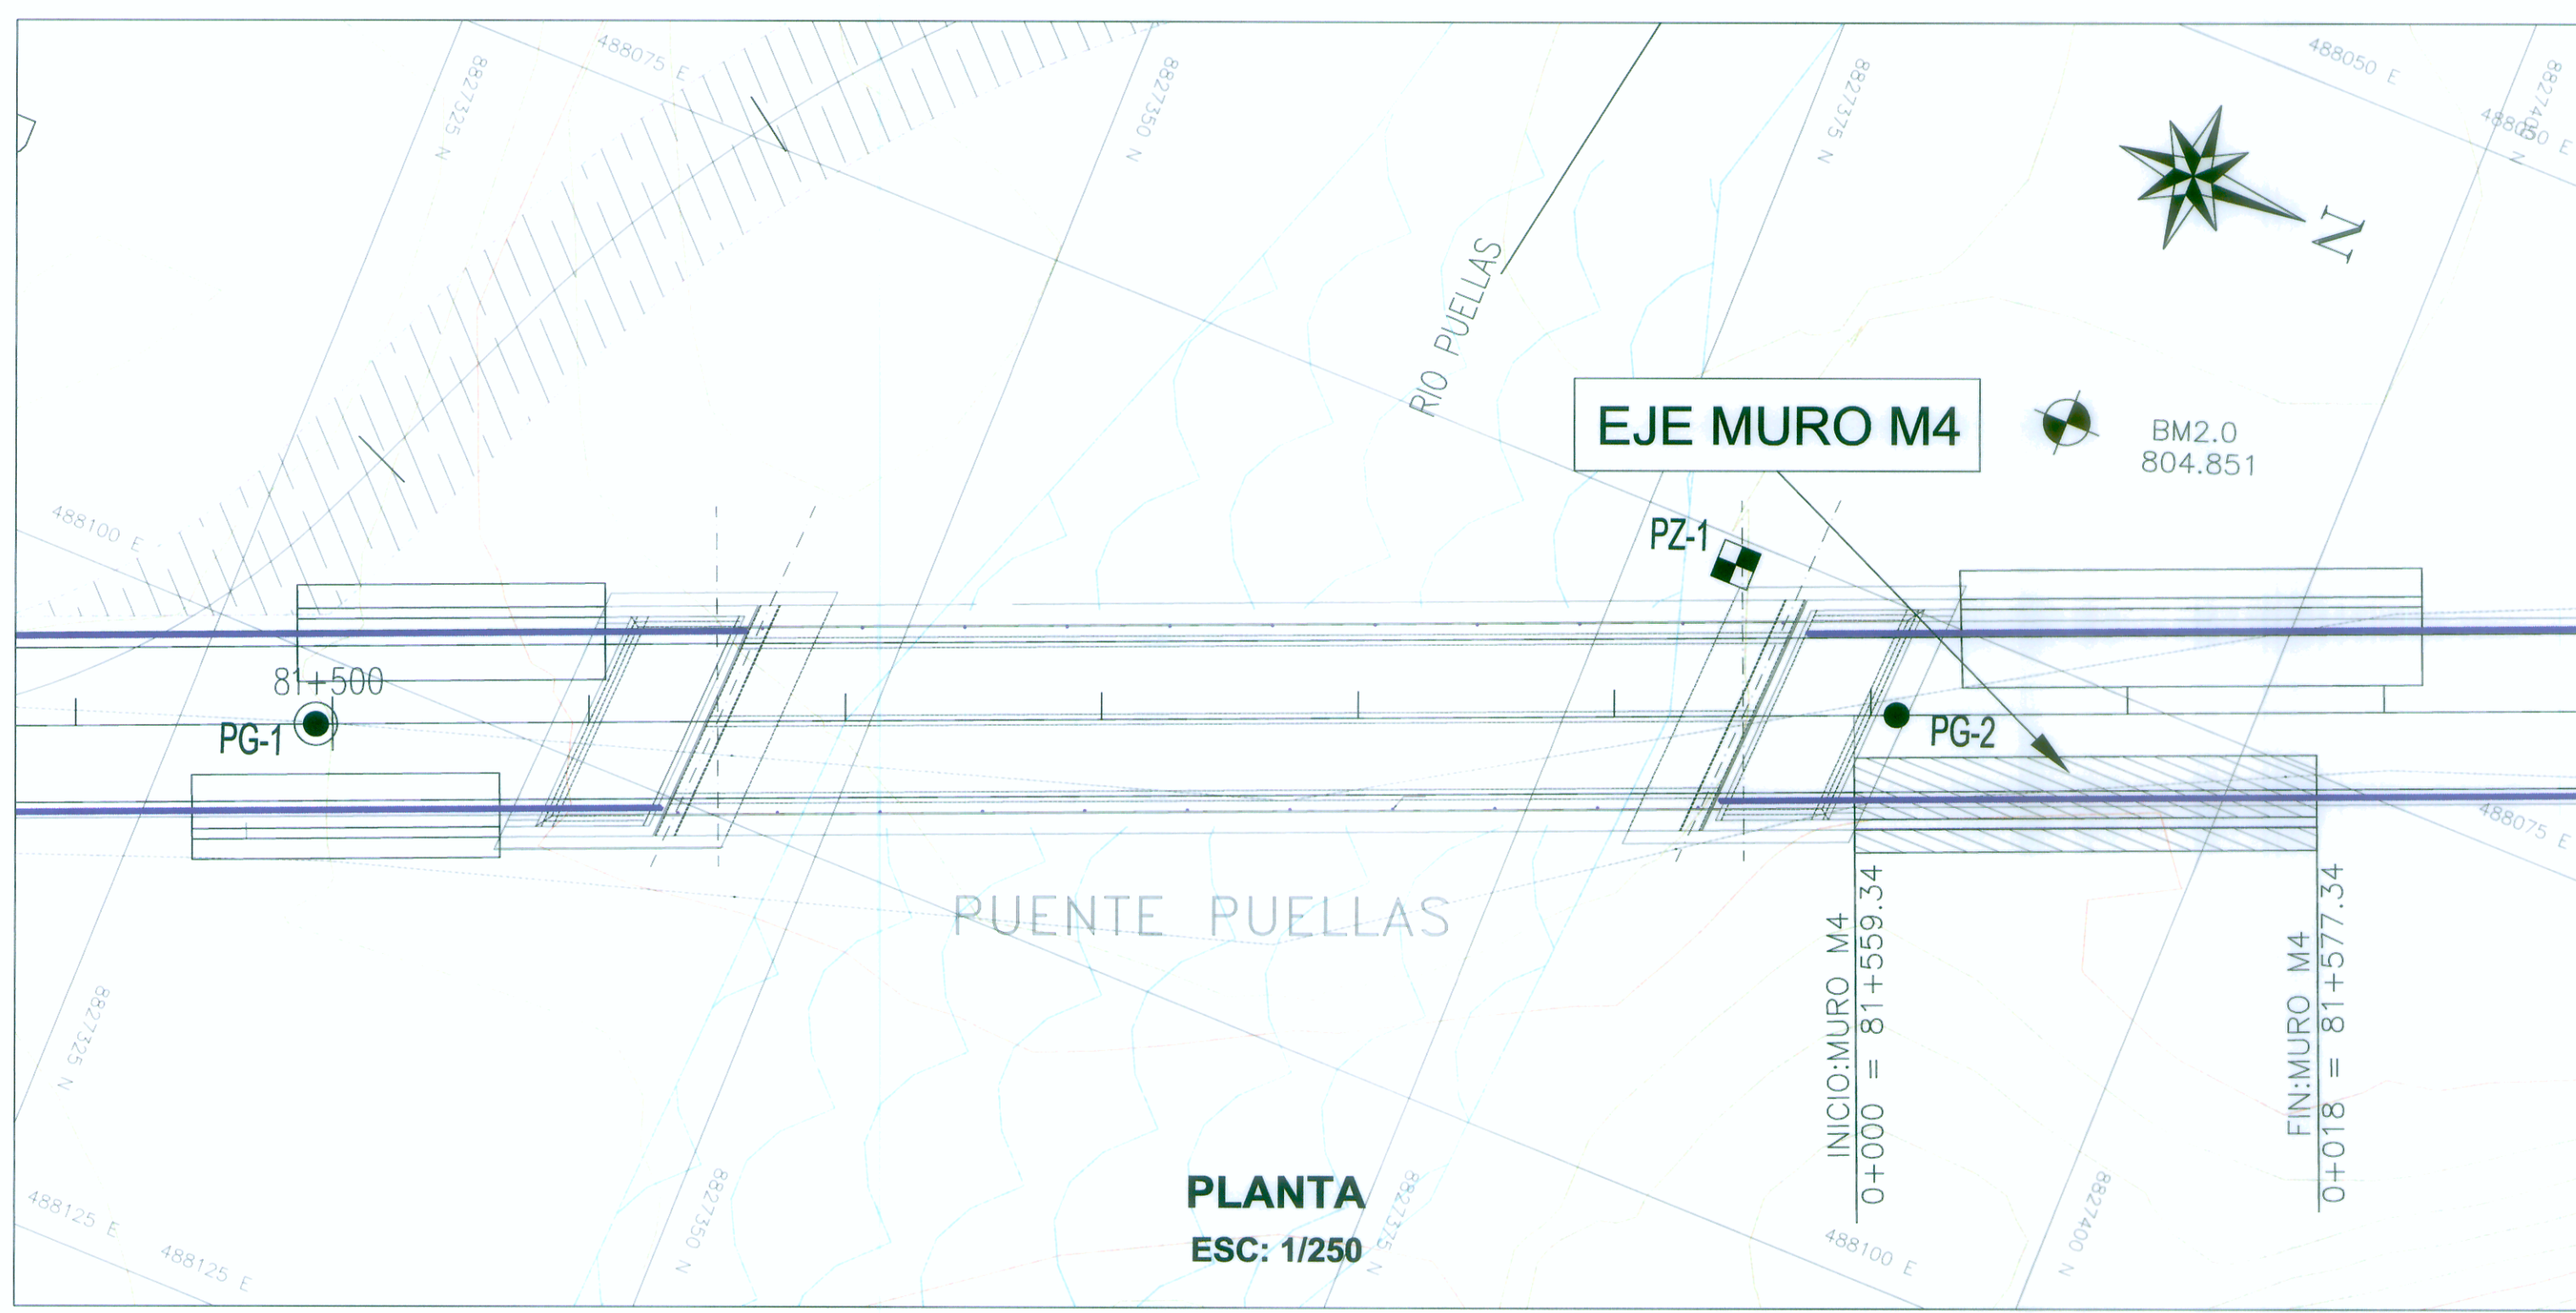 488075 E
8827325 N
8827350 N
8827375 N
488050 E
8827400 N
488050 E
N
RIO PUELLAS
EJE MURO M4
BM2.0
804.851
488100 E
PZ-1
81+500
PG-1
PG-2
488075 E
PUENTE PUELLAS
INICIO:MURO M4
0+000 = 81+559.34
FIN:MURO M4
0+018 = 81+577.34
8827325 N
8827350 N
8827375 N
8827400 N
PLANTA
ESC: 1/250
488125 E
488125 E
488100 E